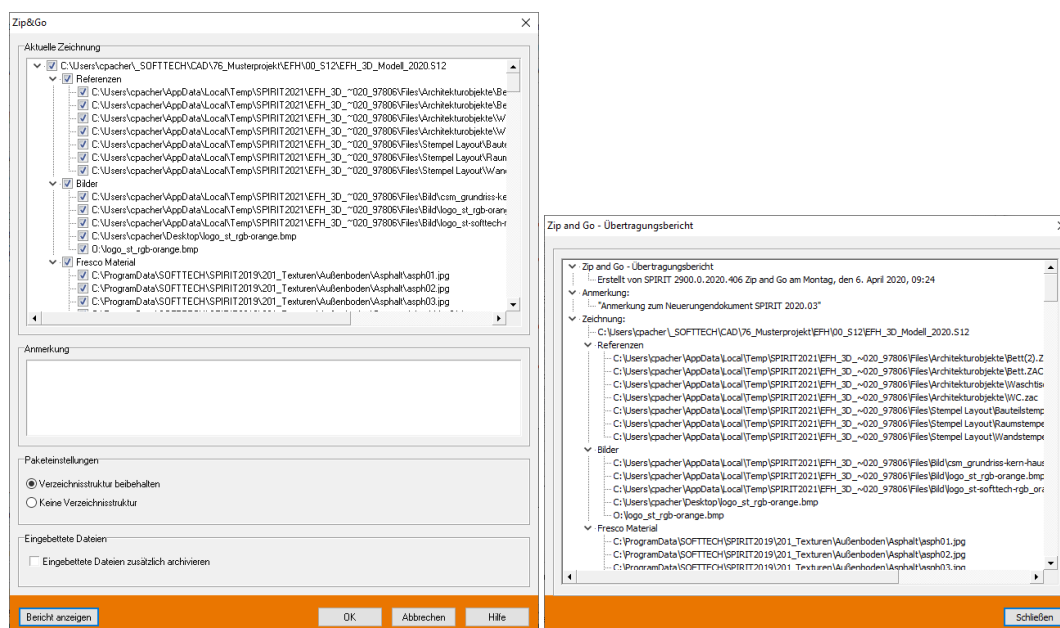 Zip&Go
Aktuelle Zeichnung
C:\Users\cpacher\_SOFTTECH\CAD\76_Musterprojekt\EFH\00_S12\EFH_3D_Modell_2020.S12
Referenzen
C:\Users\cpacher\AppData\Local\Temp\SPIRIT2021\EFH_3D_~020_97806\Files\Architekturobjekte\Be
C:\Users\cpacher\AppData\Local\Temp\SPIRIT2021\EFH_3D_~020_97806\Files\Architekturobjekte\Be
C:\Users\cpacher\AppData\Local\Temp\SPIRIT2021\EFH_3D_~020_97806\Files\Architekturobjekte\W
C:\Users\cpacher\AppData\Local\Temp\SPIRIT2021\EFH_3D_~020_97806\Files\Architekturobjekte\W
C:\Users\cpacher\AppData\Local\Temp\SPIRIT2021\EFH_3D_~020_97806\Files\Stempel Layout\Baute
C:\Users\cpacher\AppData\Local\Temp\SPIRIT2021\EFH_3D_~020_97806\Files\Stempel Layout\Raun
C:\Users\cpacher\AppData\Local\Temp\SPIRIT2021\EFH_3D_~020_97806\Files\Stempel Layout\Wan
Bilder
C:\Users\cpacher\AppData\Local\Temp\SPIRIT2021\EFH_3D_~020_97806\Files\Bild\csm_grundriss-ke
C:\Users\cpacher\AppData\Local\Temp\SPIRIT2021\EFH_3D_~020_97806\Files\Bild\logo_st_rgb-oran
C:\Users\cpacher\AppData\Local\Temp\SPIRIT2021\EFH_3D_~020_97806\Files\Bild\logo_st-softtech-r
C:\Users\cpacher\Desktop\logo_st_rgb-orange.bmp
O:\logo_st_rgb-orange.bmp
Fresco Material
C:\ProgramData\SOFTTECH\SPIRIT2019\201_Texturen\Außenboden\Asphalt\asph01.jpg
C:\ProgramData\SOFTTECH\SPIRIT2019\201_Texturen\Außenboden\Asphalt\asph02.jpg
C:\ProgramData\SOFTTECH\SPIRIT2019\201_Texturen\Außenboden\Asphalt\asph03.jpg
Anmerkung
Paketeinstellungen
Verzeichnisstruktur beibehalten
Keine Verzeichnisstruktur
Eingebettete Dateien
Eingebettete Dateien zusätzlich archivieren
Bericht anzeigen
OK
Abbrechen
Hilfe
Zip and Go - Übertragungsbericht
Zip and Go - Übertragungsbericht
Erstellt von SPIRIT 2900.0.2020.406 Zip and Go am Montag, den 6. April 2020, 09:24
Anmerkung:
"Anmerkung zum Neuerungendokument SPIRIT 2020.03"
Zeichnung:
C:\Users\cpacher\_SOFTTECH\CAD\76_Musterprojekt\EFH\00_S12\EFH_3D_Modell_2020.S12
Referenzen
C:\Users\cpacher\AppData\Local\Temp\SPIRIT2021\EFH_3D_~020_97806\Files\Architekturobjekte\Bett(2).Z
C:\Users\cpacher\AppData\Local\Temp\SPIRIT2021\EFH_3D_~020_97806\Files\Architekturobjekte\Bett.ZAC
C:\Users\cpacher\AppData\Local\Temp\SPIRIT2021\EFH_3D_~020_97806\Files\Architekturobjekte\Waschtis
C:\Users\cpacher\AppData\Local\Temp\SPIRIT2021\EFH_3D_~020_97806\Files\Architekturobjekte\WC.zac
C:\Users\cpacher\AppData\Local\Temp\SPIRIT2021\EFH_3D_~020_97806\Files\Stempel Layout\Bauteilstemp
C:\Users\cpacher\AppData\Local\Temp\SPIRIT2021\EFH_3D_~020_97806\Files\Stempel Layout\Raumstempe
C:\Users\cpacher\AppData\Local\Temp\SPIRIT2021\EFH_3D_~020_97806\Files\Stempel Layout\Wandstempe
Bilder
C:\Users\cpacher\AppData\Local\Temp\SPIRIT2021\EFH_3D_~020_97806\Files\Bild\csm_grundriss-kern-haus
C:\Users\cpacher\AppData\Local\Temp\SPIRIT2021\EFH_3D_~020_97806\Files\Bild\logo_st_rgb-orange.bmp
C:\Users\cpacher\AppData\Local\Temp\SPIRIT2021\EFH_3D_~020_97806\Files\Bild\logo_st-softtech-rgb_ora
C:\Users\cpacher\Desktop\logo_st_rgb-orange.bmp
O:\logo_st_rgb-orange.bmp
Fresco Material
C:\ProgramData\SOFTTECH\SPIRIT2019\201_Texturen\Außenboden\Asphalt\asph01.jpg
C:\ProgramData\SOFTTECH\SPIRIT2019\201_Texturen\Außenboden\Asphalt\asph02.jpg
C:\ProgramData\SOFTTECH\SPIRIT2019\201_Texturen\Außenboden\Asphalt\asph03.jpg
Schließen